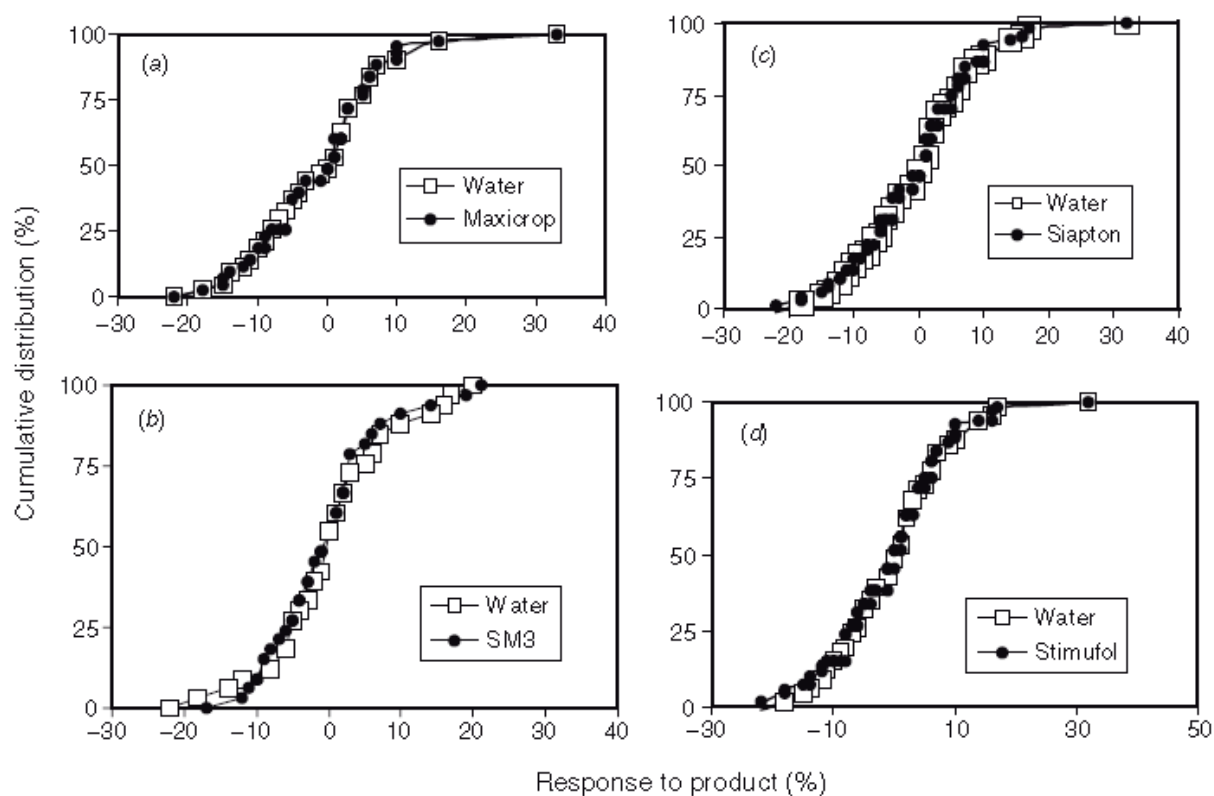 Cumulative distribution (%)
(a)
100
75
50
25
0
Water
Maxicrop
−30 −20 −10 0 10 20 30 40
(c)
100
75
50
25
0
Water
Siapton
−30 −20 −10 0 10 20 30 40
(b)
100
75
50
25
0
Water
SM3
−30 −20 −10 0 10 20 30 40
(d)
100
75
50
25
0
Water
Stimufol
−30 −10 10 30 50
Response to product (%)